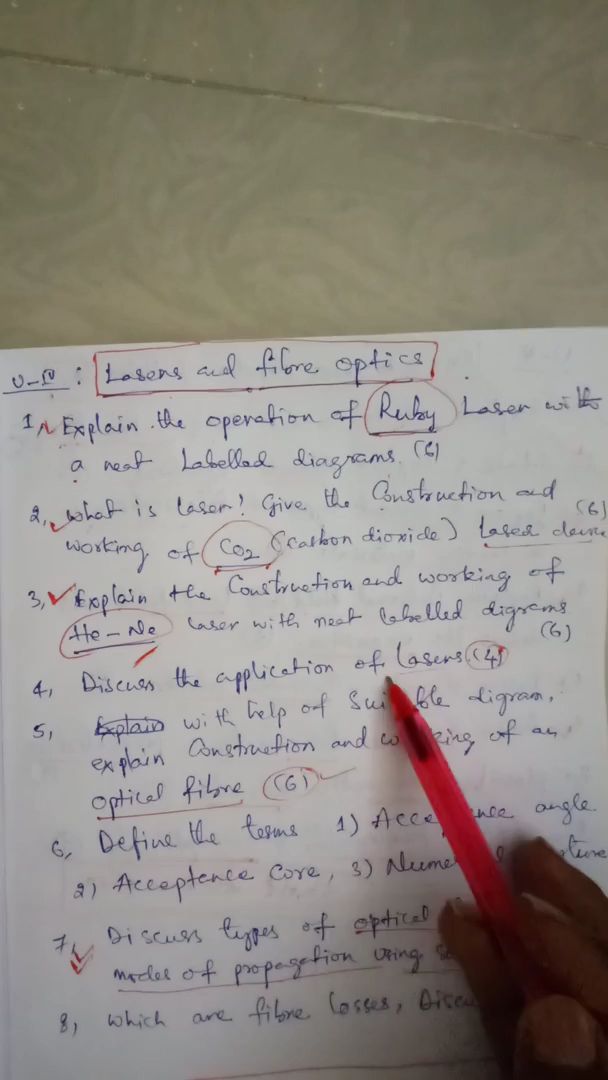 U-IV : Lasers and fibre optics
1, Explain the operation of Ruby Laser with
a neat Labelled diagrams. (6)
2, What is laser? Give the Construction and
working of CO2 (carbon dioxide) laser device (6)
3, Explain the Construction and working of
He-Ne laser with neat labelled digrams
(6)
4, Discuss the application of lasers. (4)
5, Explain with help of Suitable digram,
explain Construction and working of an
optical fibre (6)
6, Define the terms 1) Acceptance angle
2) Acceptance Core, 3)
7, Discuss types of optical
modes of propagation using
8, which are fibre losses,